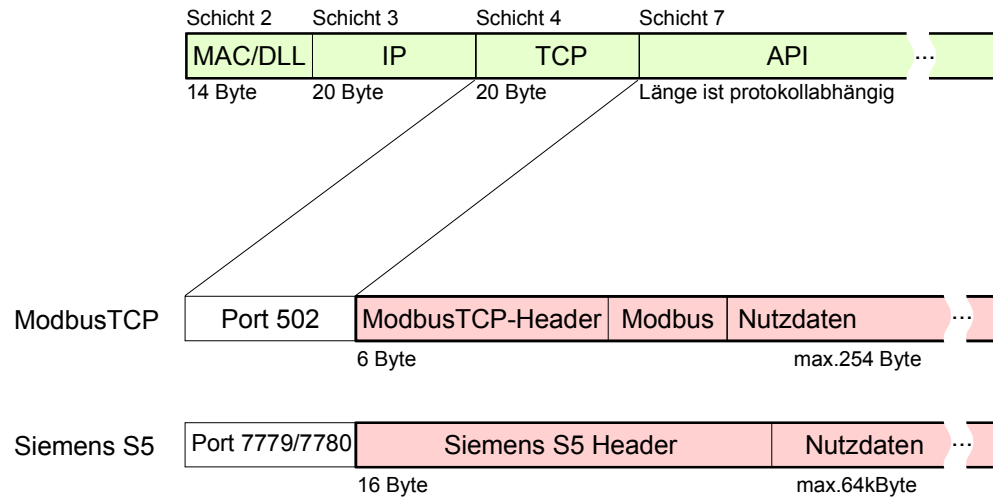 Schicht 2 Schicht 3 Schicht 4 Schicht 7
MAC/DLL IP TCP API ...
14 Byte 20 Byte 20 Byte Länge ist protokollabhängig
ModbusTCP Port 502 ModbusTCP-Header Modbus Nutzdaten ...
6 Byte max.254 Byte
Siemens S5 Port 7779/7780 Siemens S5 Header Nutzdaten ...
16 Byte max.64kByte